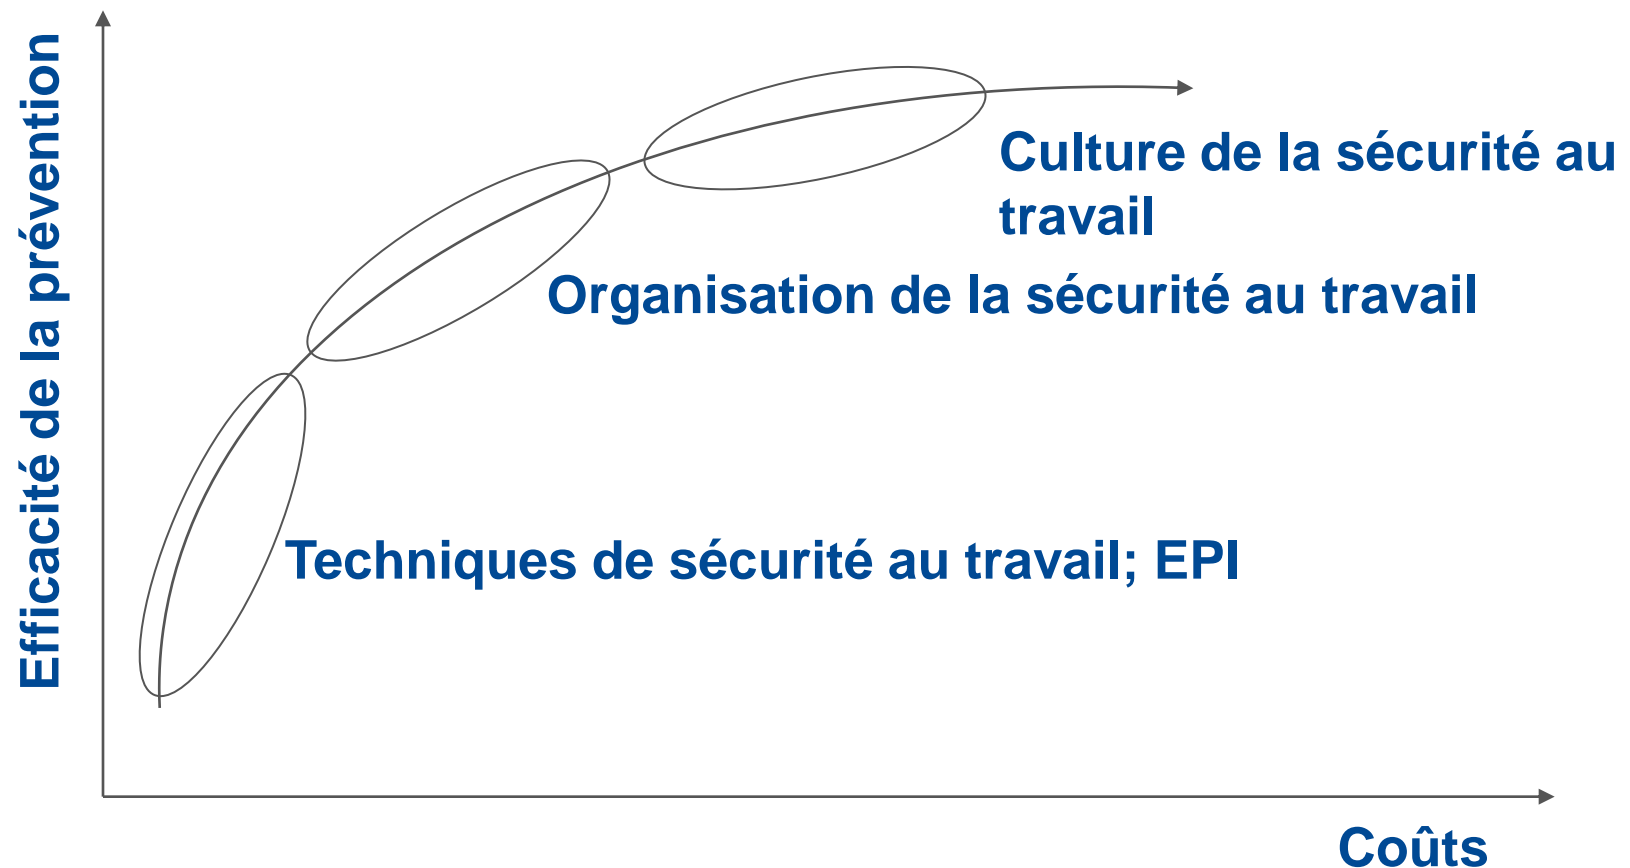 Efficacité de la prévention
Culture de la sécurité au
travail
Organisation de la sécurité au travail
Techniques de sécurité au travail; EPI
Coûts